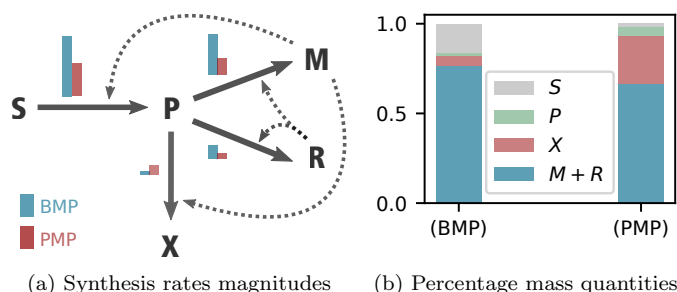 S
P
M
R
X
BMP
PMP
(a) Synthesis rates magnitudes
1.0
0.5
0.0
S
P
X
M + R
(BMP) (PMP)
(b) Percentage mass quantities